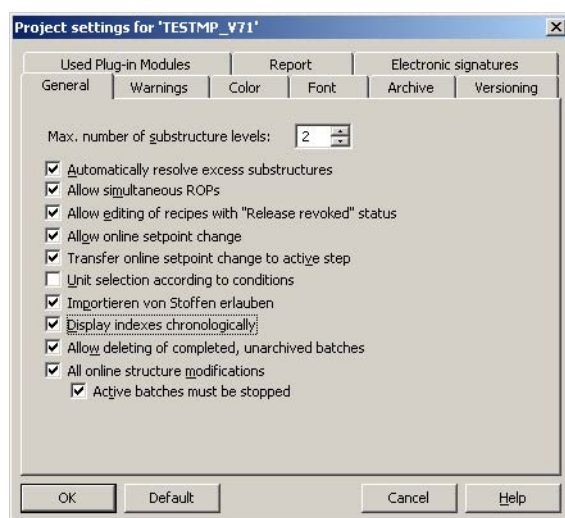 Project settings for 'TESTMP_V71'
Used Plug-in Modules
Report
Electronic signatures
General
Warnings
Color
Font
Archive
Versioning
Max. number of substructure levels:
2
Automatically resolve excess substructures
Allow simultaneous ROPs
Allow editing of recipes with "Release revoked" status
Allow online setpoint change
Transfer online setpoint change to active step
Unit selection according to conditions
Importieren von Stoffen erlauben
Display indexes chronologically
Allow deleting of completed, unarchived batches
All online structure modifications
Active batches must be stopped
OK
Default
Cancel
Help